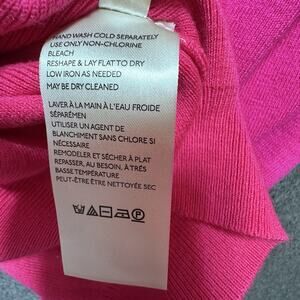 HAND WASH COLD SEPARATELY
USE ONLY NON-CHLORINE
BLEACH
RESHAPE & LAY FLAT TO DRY
LOW IRON AS NEEDED
MAY BE DRY CLEANED
LAVER À LA MAIN À L'EAU FROIDE
SÉPARÉMEN
UTILISER UN AGENT DE
BLANCHIMENT SANS CHLORE SI
NÉCESSAIRE
REMODELER ET SÉCHER À PLAT
REPASSER, AU BESOIN, À TRÉS
BASSE TEMPÉRATURE
PEUT-ÊTRE ÊTRE NETTOYÉE SEC
P